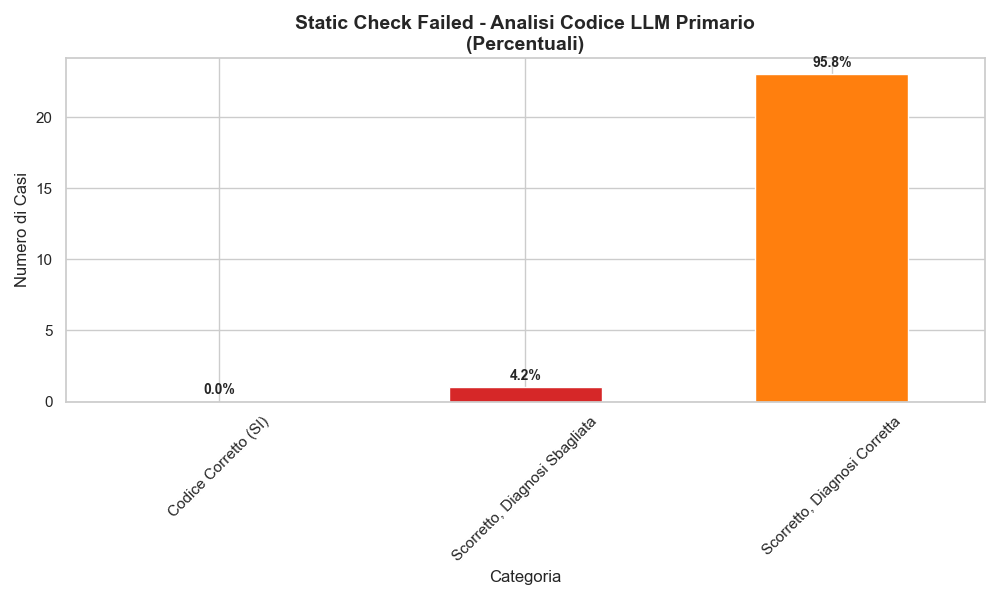 Static Check Failed - Analisi Codice LLM Primario
(Percentuali)
95.8%
4.2%
0.0%
20
15
10
5
0
Numero di Casi
Codice Corretto (SI)
Scorretto, Diagnosi Sbagliata
Scorretto, Diagnosi Corretta
Categoria